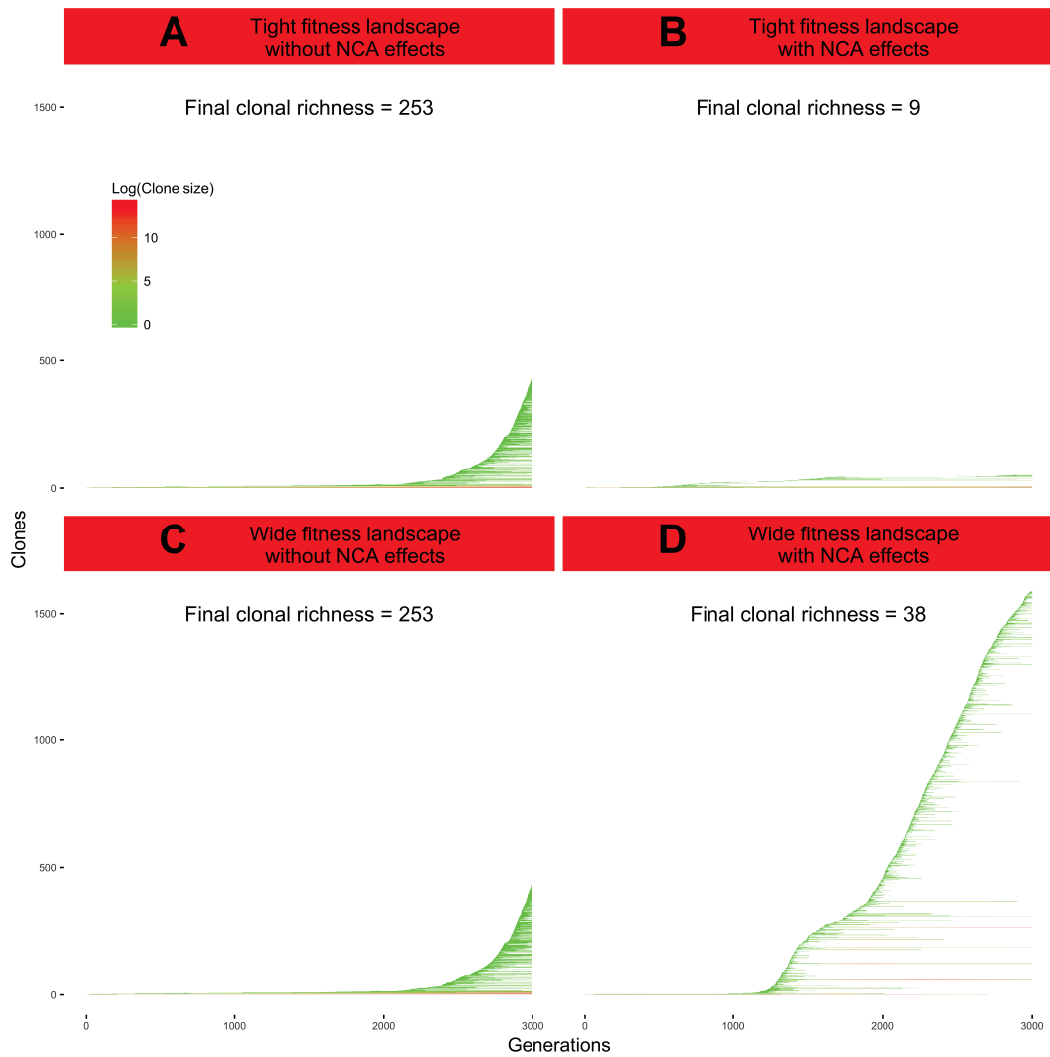 A
Tight fitness landscape
without NCA effects
B
Tight fitness landscape
with NCA effects
Final clonal richness = 253
Final clonal richness = 9
1500
1000
500
0
Log(Clone size)
10
5
0
Clones
C
Wide fitness landscape
without NCA effects
D
Wide fitness landscape
with NCA effects
Final clonal richness = 253
Final clonal richness = 38
1500
1000
500
0
0
1000
2000
3000
0
1000
2000
3000
Generations